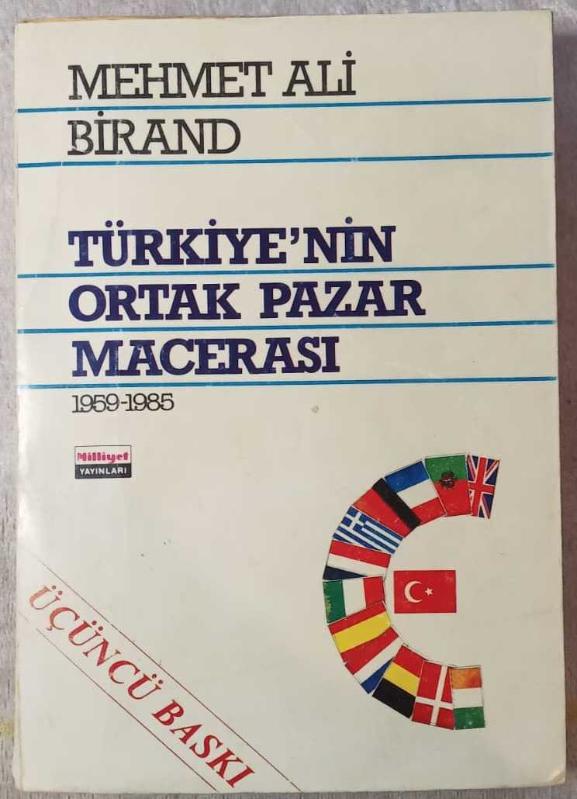 MEHMET ALİ
BİRAND
TÜRKİYE'NİN
ORTAK PAZAR
MACERASI
1959-1985
Milliyet
YAYINLARI
ÜÇÜNCÜ BASKI